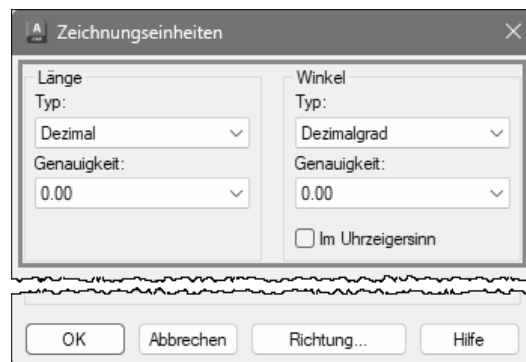 A
CAD
Zeichnungseinheiten
Länge
Typ:
Dezimal
Genauigkeit:
0.00
Winkel
Typ:
Dezimalgrad
Genauigkeit:
0.00
Im Uhrzeigersinn
OK Abbrechen Richtung... Hilfe